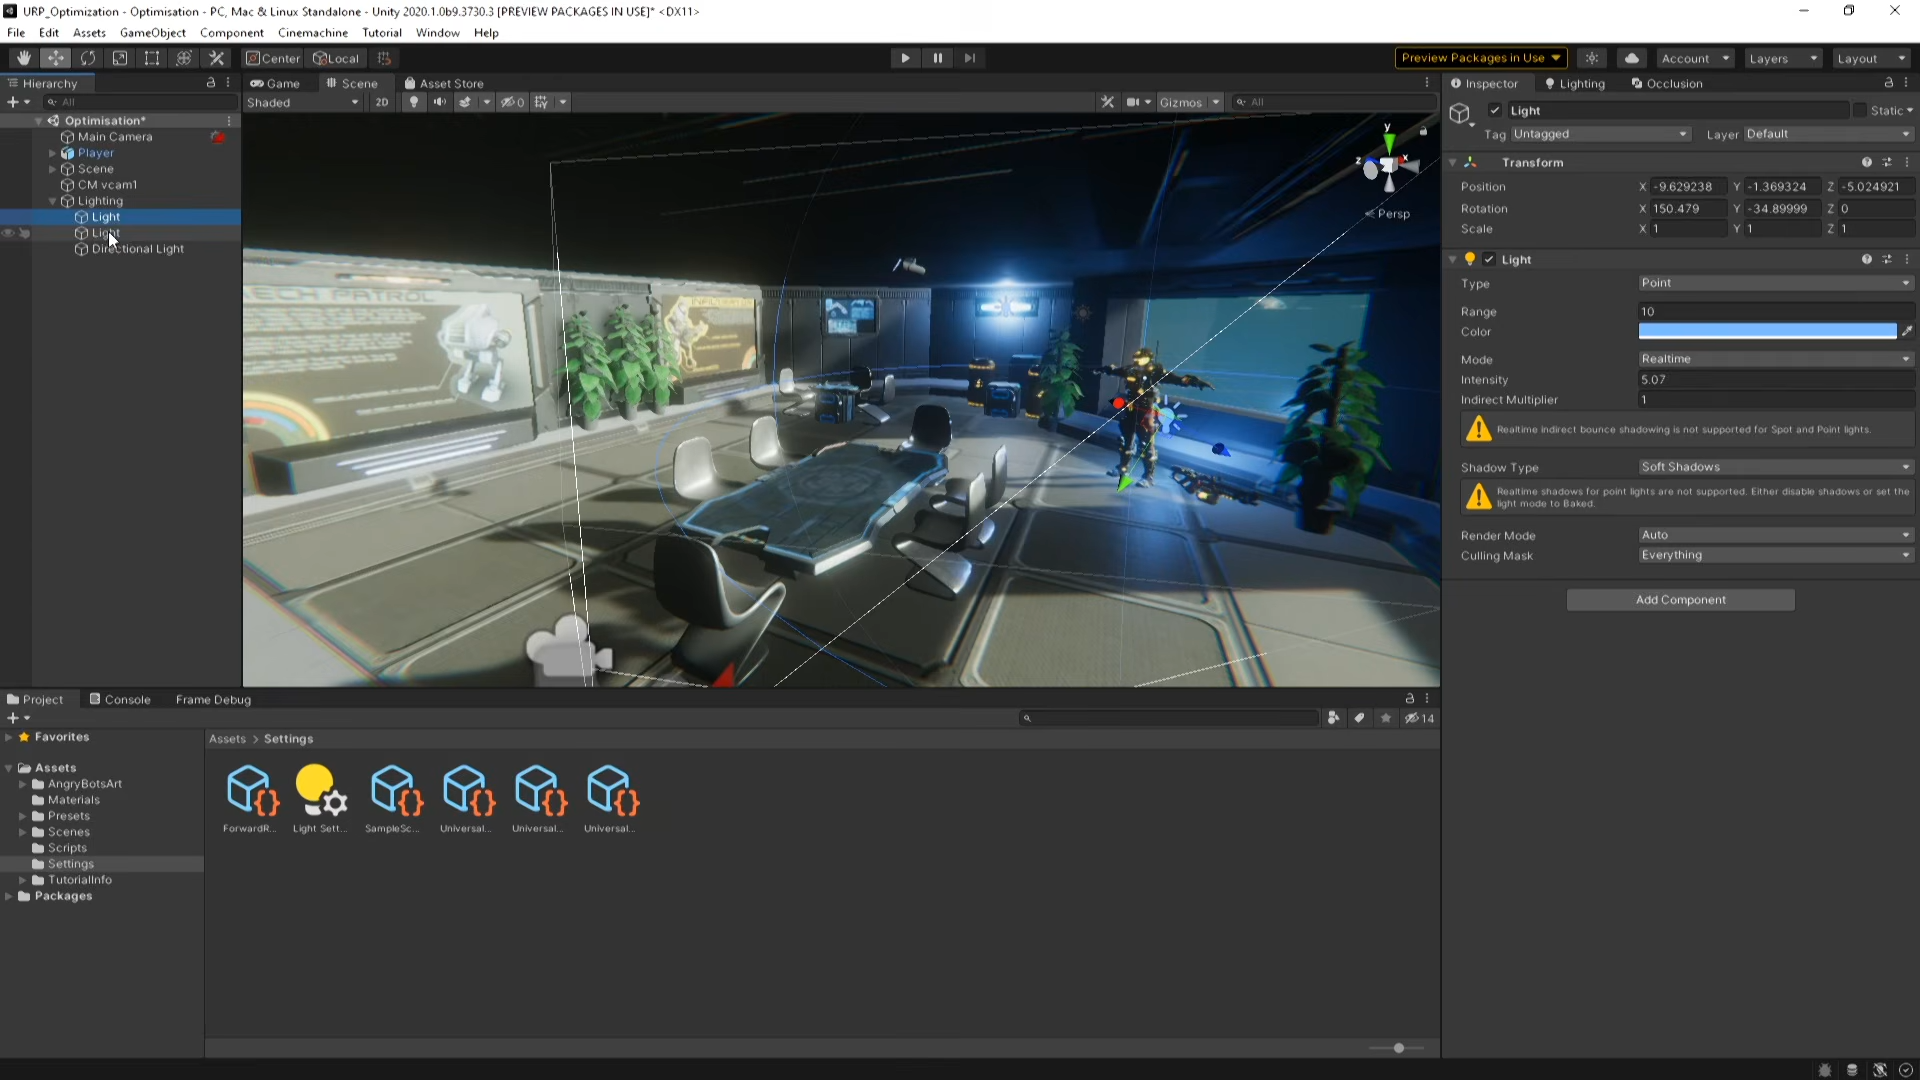 URP_Optimization - Optimisation - PC, Mac & Linux Standalone - Unity 2020.1.0b9.3730.3 [PREVIEW PACKAGES IN USE]* <DX11>
File Edit Assets GameObject Component Cinemachine Tutorial Window Help
Center Local Preview Packages in Use Account Layers Layout
Hierarchy Game Scene Asset Store Inspector Lighting Occlusion
All Shaded 2D 0 Gizmos All Light Static
Optimisation*
Main Camera
Player
Scene
CM vcam1
Lighting
Light
Light
Directional Light
y
z x
Persp
MECH PATROL
Tag Untagged Layer Default
Transform
Position X -9.629238 Y -1.369324 Z -5.024921
Rotation X 150.479 Y -34.89999 Z 0
Scale X 1 Y 1 Z 1
Light
Type Point
Range 10
Color
Mode Realtime
Intensity 5.07
Indirect Multiplier 1
Realtime indirect bounce shadowing is not supported for Spot and Point lights.
Shadow Type Soft Shadows
Realtime shadows for point lights are not supported. Either disable shadows or set the
light mode to Baked.
Render Mode Auto
Culling Mask Everything
Add Component
Project Console Frame Debug
14
Favorites
Assets
AngryBotsArt
Materials
Presets
Scenes
Scripts
Settings
TutorialInfo
Packages
Assets > Settings
ForwardR... Light Sett... SampleSc... Universal... Universal... Universal...